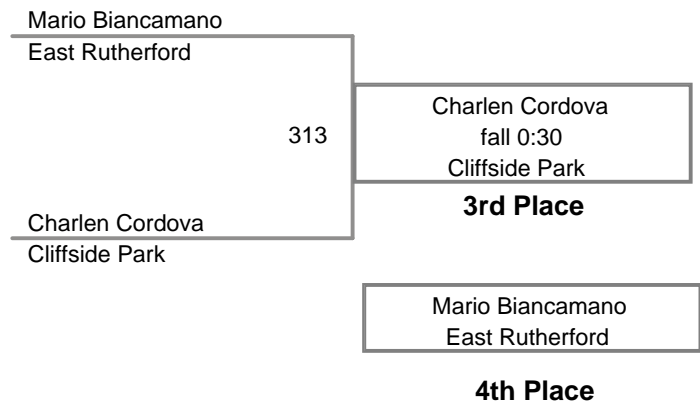 Mario Biancamano
East Rutherford
313
Charlen Cordova
fall 0:30
Cliffside Park
3rd Place
Charlen Cordova
Cliffside Park
Mario Biancamano
East Rutherford
4th Place